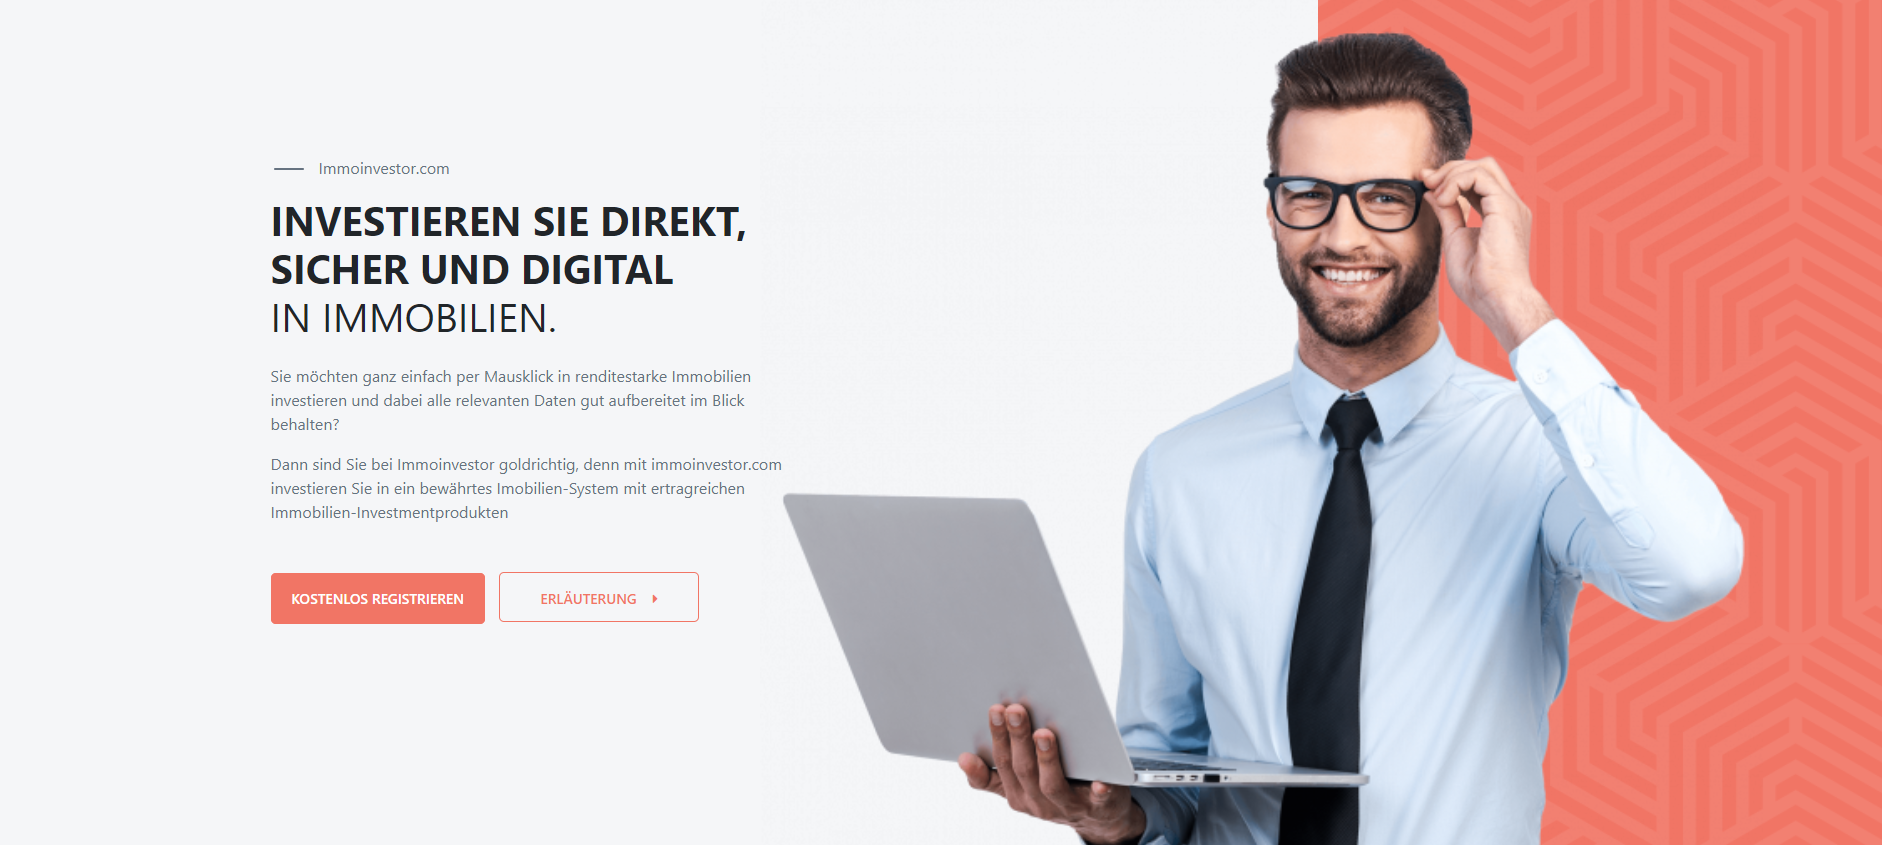 Immoinvestor.com
INVESTIEREN SIE DIREKT,
SICHER UND DIGITAL
IN IMMOBILIEN.
Sie möchten ganz einfach per Mausklick in renditestarke Immobilien
investieren und dabei alle relevanten Daten gut aufbereitet im Blick
behalten?
Dann sind Sie bei Immoinvestor goldrichtig, denn mit immoinvestor.com
investieren Sie in ein bewährtes Imobilien-System mit ertragreichen
Immobilien-Investmentprodukten
KOSTENLOS REGISTRIEREN
ERLÄUTERUNG